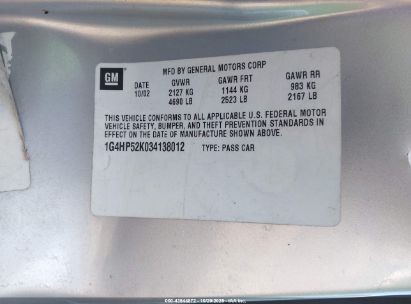 GM
MFD BY GENERAL MOTORS CORP
DATE GVWR GAWR FRT GAWR RR
10/02 2127 KG 1144 KG 983 KG
4690 LB 2523 LB 2167 LB
THIS VEHICLE CONFORMS TO ALL APPLICABLE U.S. FEDERAL MOTOR
VEHICLE SAFETY, BUMPER, AND THEFT PREVENTION STANDARDS IN
EFFECT ON THE DATE OF MANUFACTURE SHOWN ABOVE.
1G4HP52K034138012 TYPE: PASS CAR